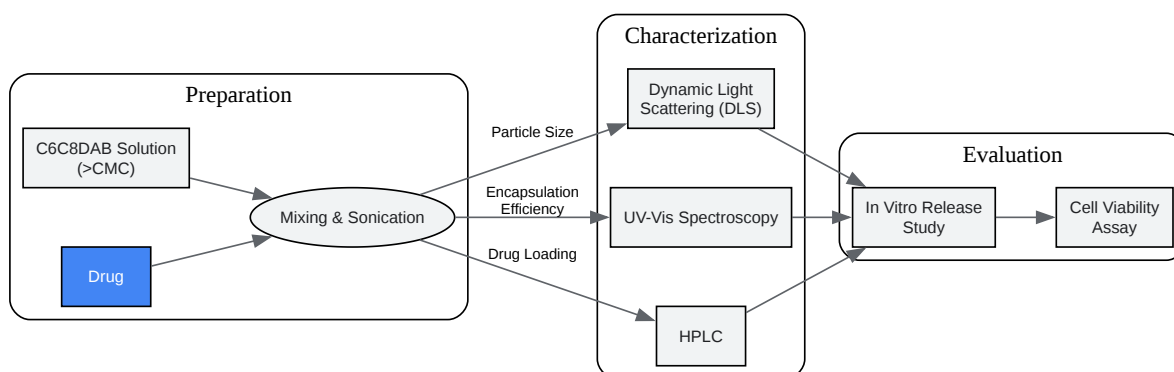 Preparation
C6C8DAB Solution
(>CMC)
Drug
Mixing & Sonication
Particle Size
Encapsulation
Efficiency
Drug Loading
Characterization
Dynamic Light
Scattering (DLS)
UV-Vis Spectroscopy
HPLC
Evaluation
In Vitro Release
Study
Cell Viability
Assay